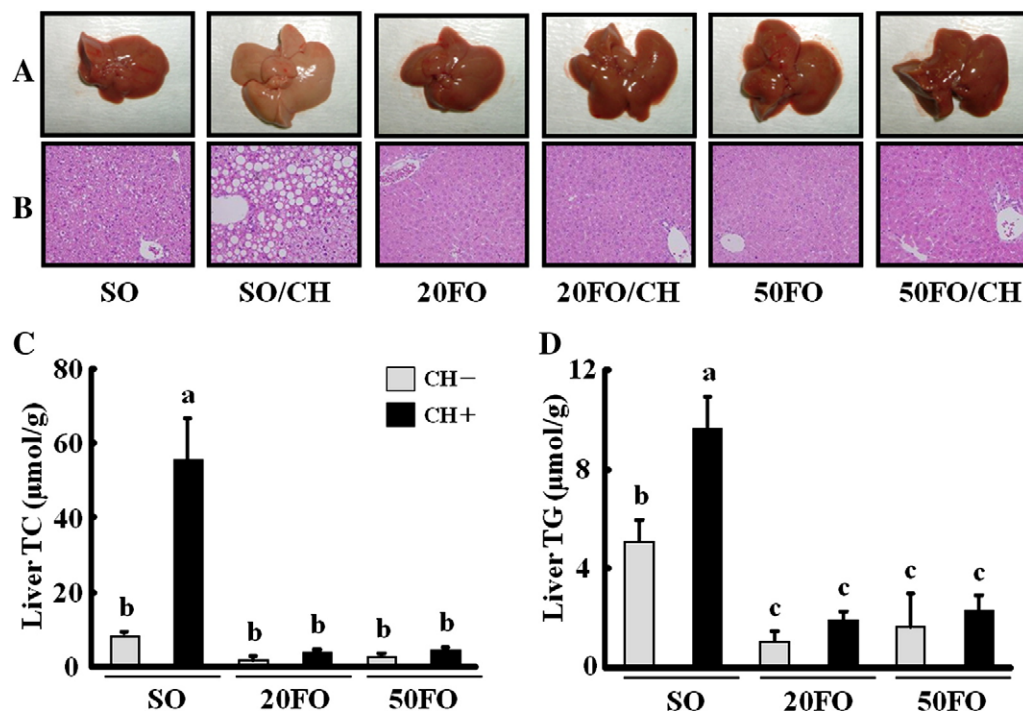 A
B
SO SO/CH 20FO 20FO/CH 50FO 50FO/CH
C
80
60
40
20
0
Liver TC (μmol/g)
CH−
CH+
b a b b b b
SO 20FO 50FO
D
12
8
4
0
Liver TG (μmol/g)
b a c c c c
SO 20FO 50FO